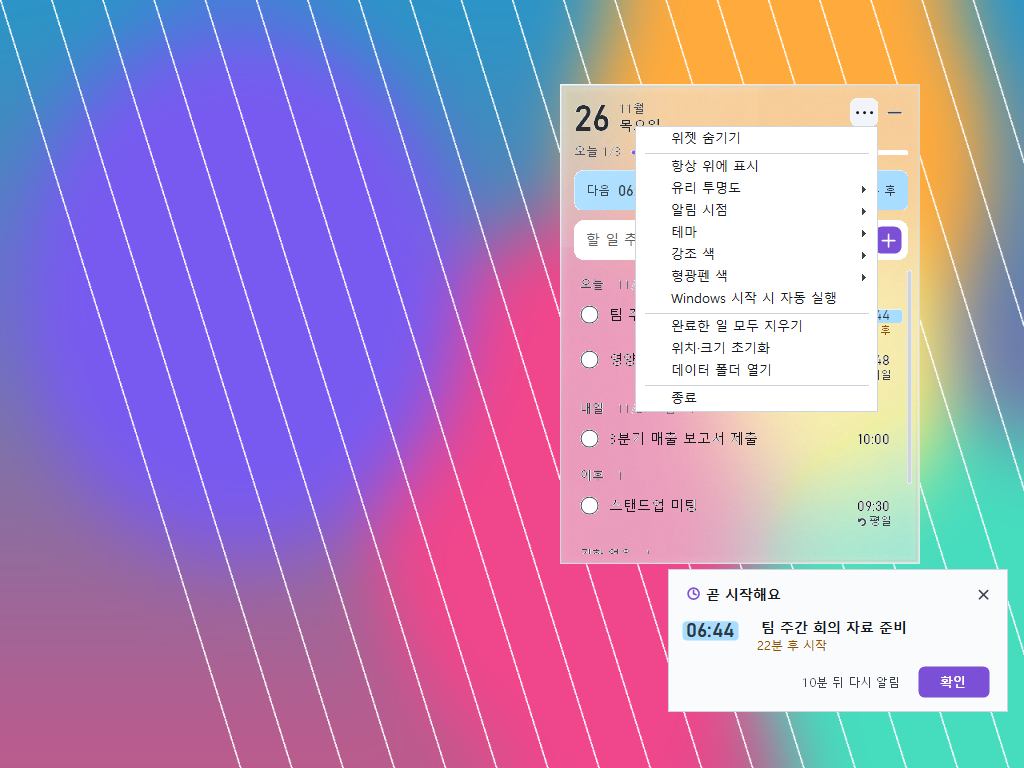 26
11월
목요일
오늘 1/8
다음 06
후
할 일 추
오늘
팀 주
44
후
영양
48
일
내일
3분기 매출 보고서 제출
10:00
이후 1
스탠드업 미팅
09:30
평일
위젯 숨기기
항상 위에 표시
유리 투명도
알림 시점
테마
강조 색
형광펜 색
Windows 시작 시 자동 실행
완료한 일 모두 지우기
위치·크기 초기화
데이터 폴더 열기
종료
곧 시작해요
06:44 팀 주간 회의 자료 준비
22분 후 시작
10분 뒤 다시 알림
확인